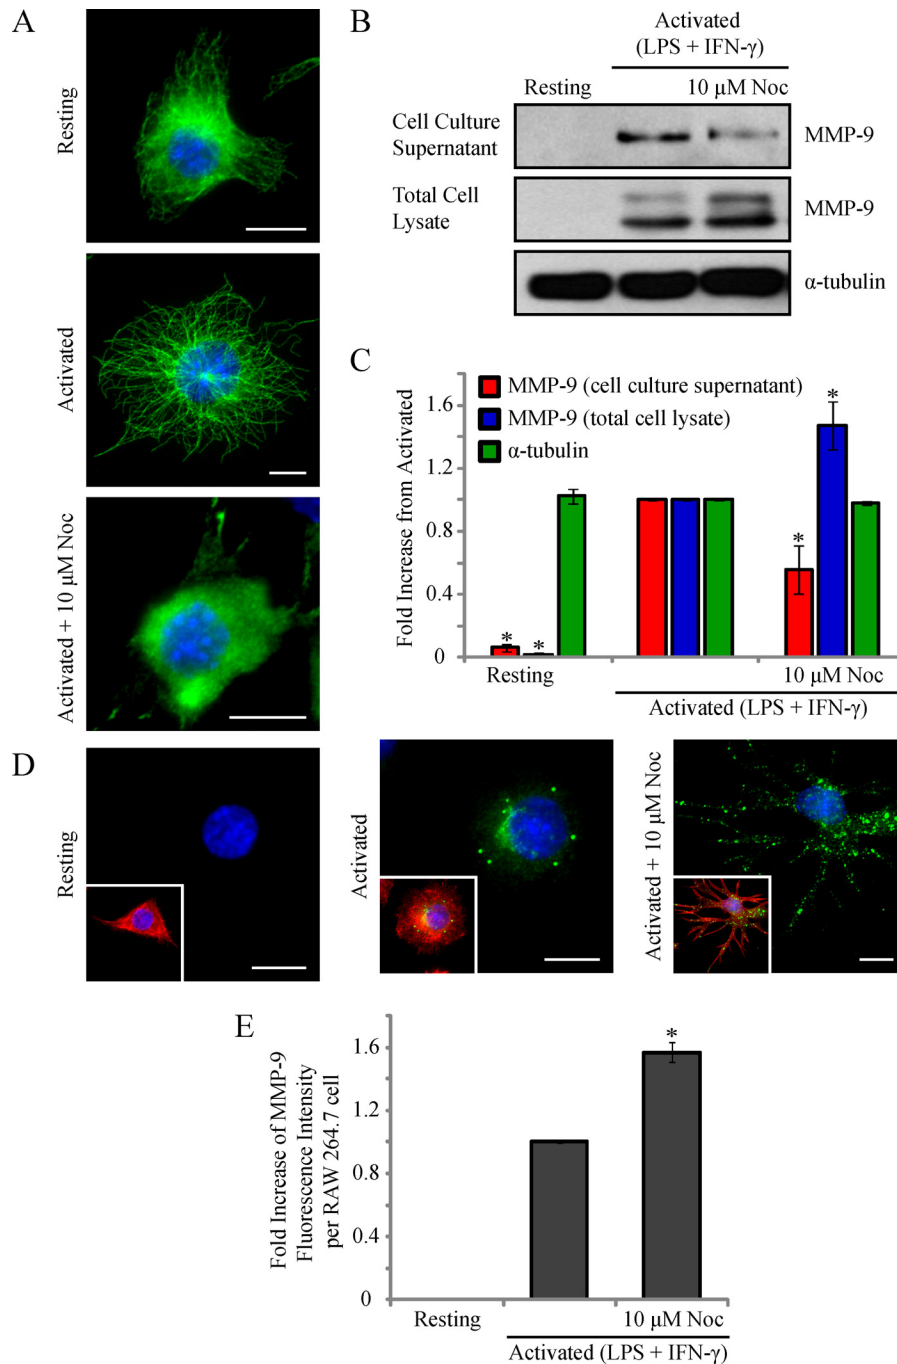 A
Resting
Activated
Activated + 10 μM Noc
B
Activated
(LPS + IFN-γ)
Resting
10 μM Noc
Cell Culture
Supernatant
MMP-9
Total Cell
Lysate
MMP-9
α-tubulin
C
Fold Increase from Activated
1.6
1.2
0.8
0.4
0
MMP-9 (cell culture supernatant)
MMP-9 (total cell lysate)
α-tubulin
* *
*
*
Resting
10 μM Noc
Activated (LPS + IFN-γ)
D
Resting
Activated
Activated + 10 μM Noc
E
Fold Increase of MMP-9
Fluorescence Intensity
per RAW 264.7 cell
1.6
1.2
0.8
0.4
0
*
Resting
10 μM Noc
Activated (LPS + IFN-γ)